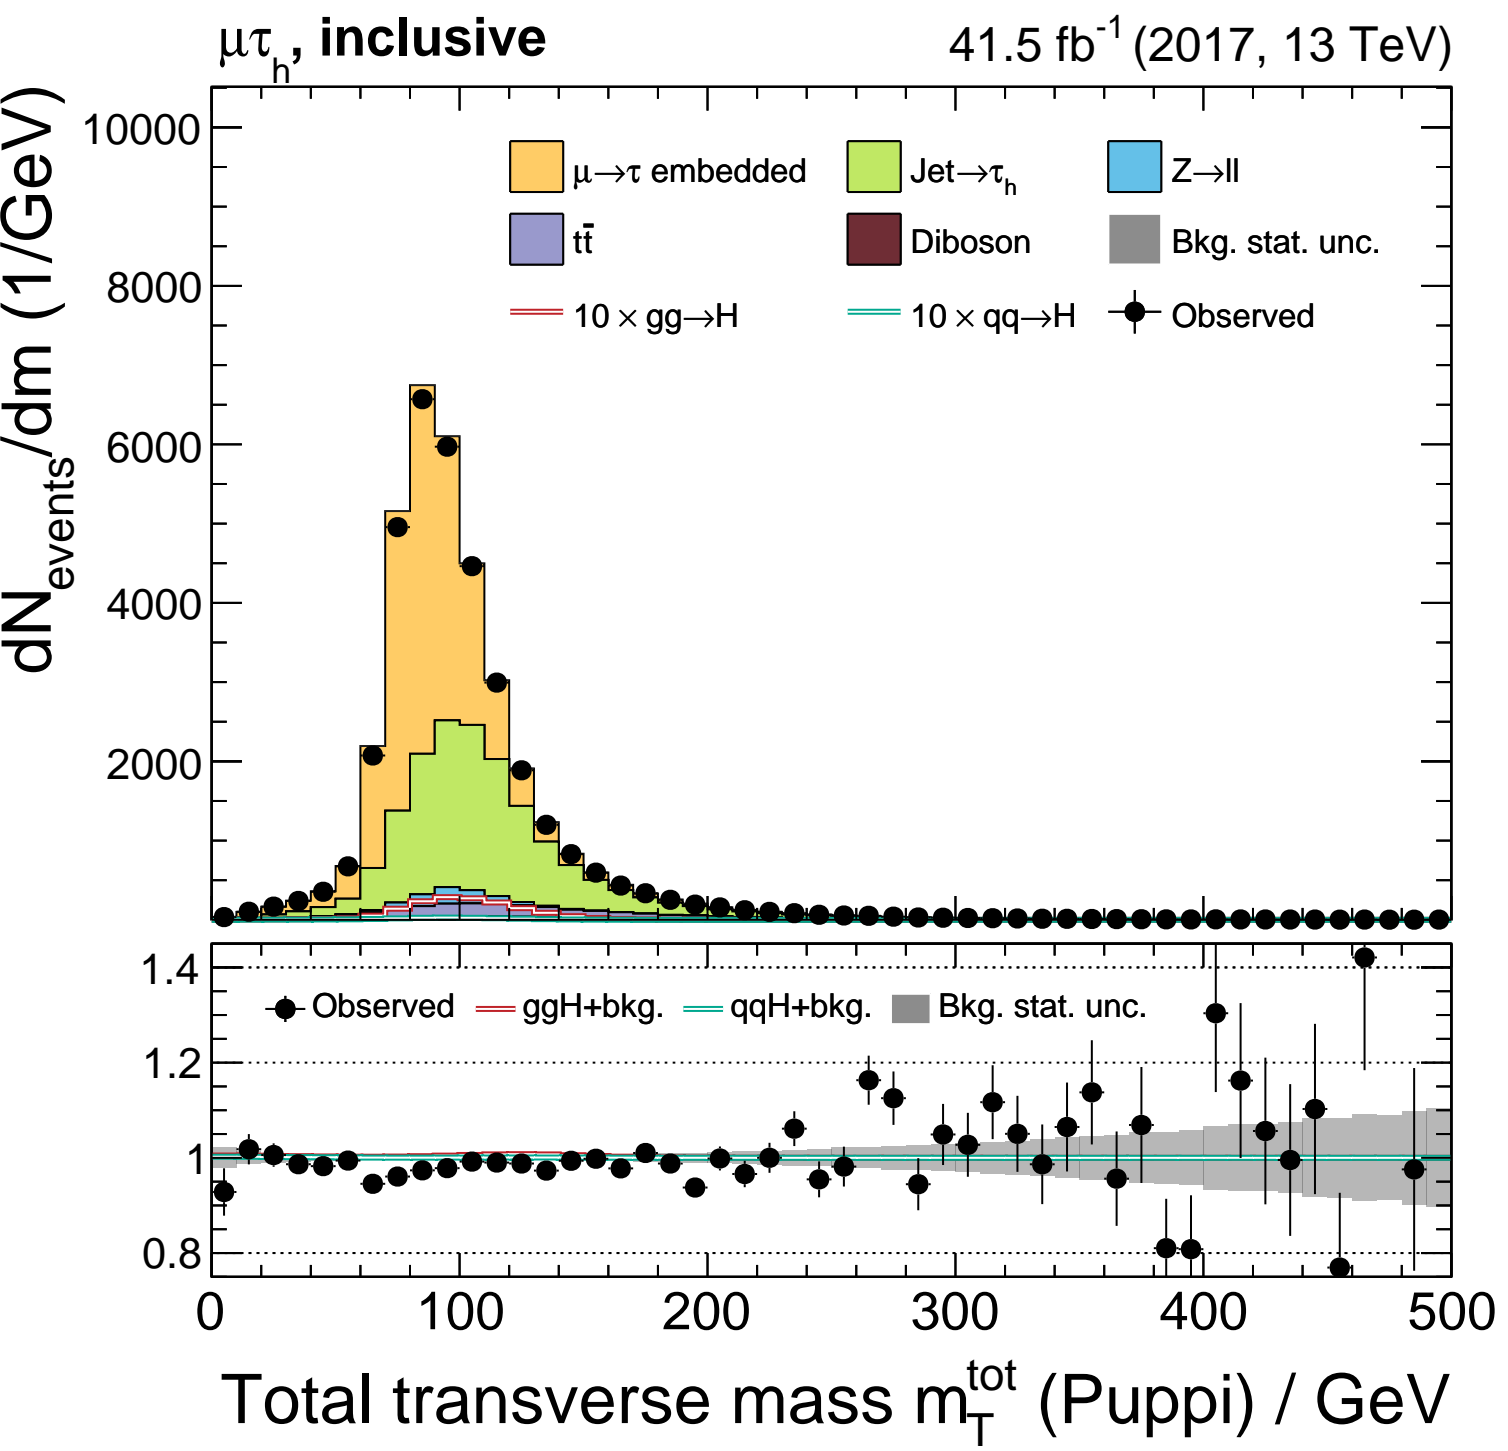 μτh, inclusive 41.5 fb-1 (2017, 13 TeV)
dNevents/dm (1/GeV)
10000
8000
6000
4000
2000
μ→τ embedded Jet→τh Z→ll
tt̄ Diboson Bkg. stat. unc.
10 × gg→H 10 × qq→H Observed
1.4
1.2
1
0.8
Observed ggH+bkg. qqH+bkg. Bkg. stat. unc.
0 100 200 300 400 500
Total transverse mass mTtot (Puppi) / GeV